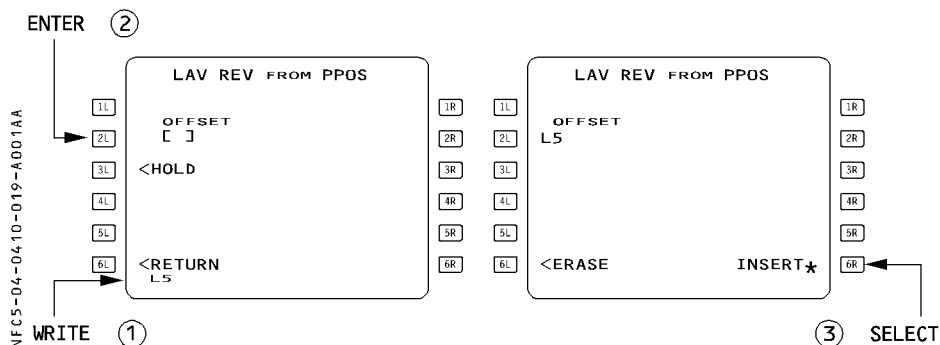 ENTER ②
LAV REV FROM PPOS
1L
1R
OFFSET
2L
[ ]
2R
3L
<HOLD
3R
4L
4R
5L
5R
6L
<RETURN
6R
L5
WRITE ①
LAV REV FROM PPOS
1L
1R
OFFSET
2L
L5
2R
3L
3R
4L
4R
5L
5R
6L
<ERASE
INSERT*
6R
③ SELECT
NFC5-04-0410-019-A001AA